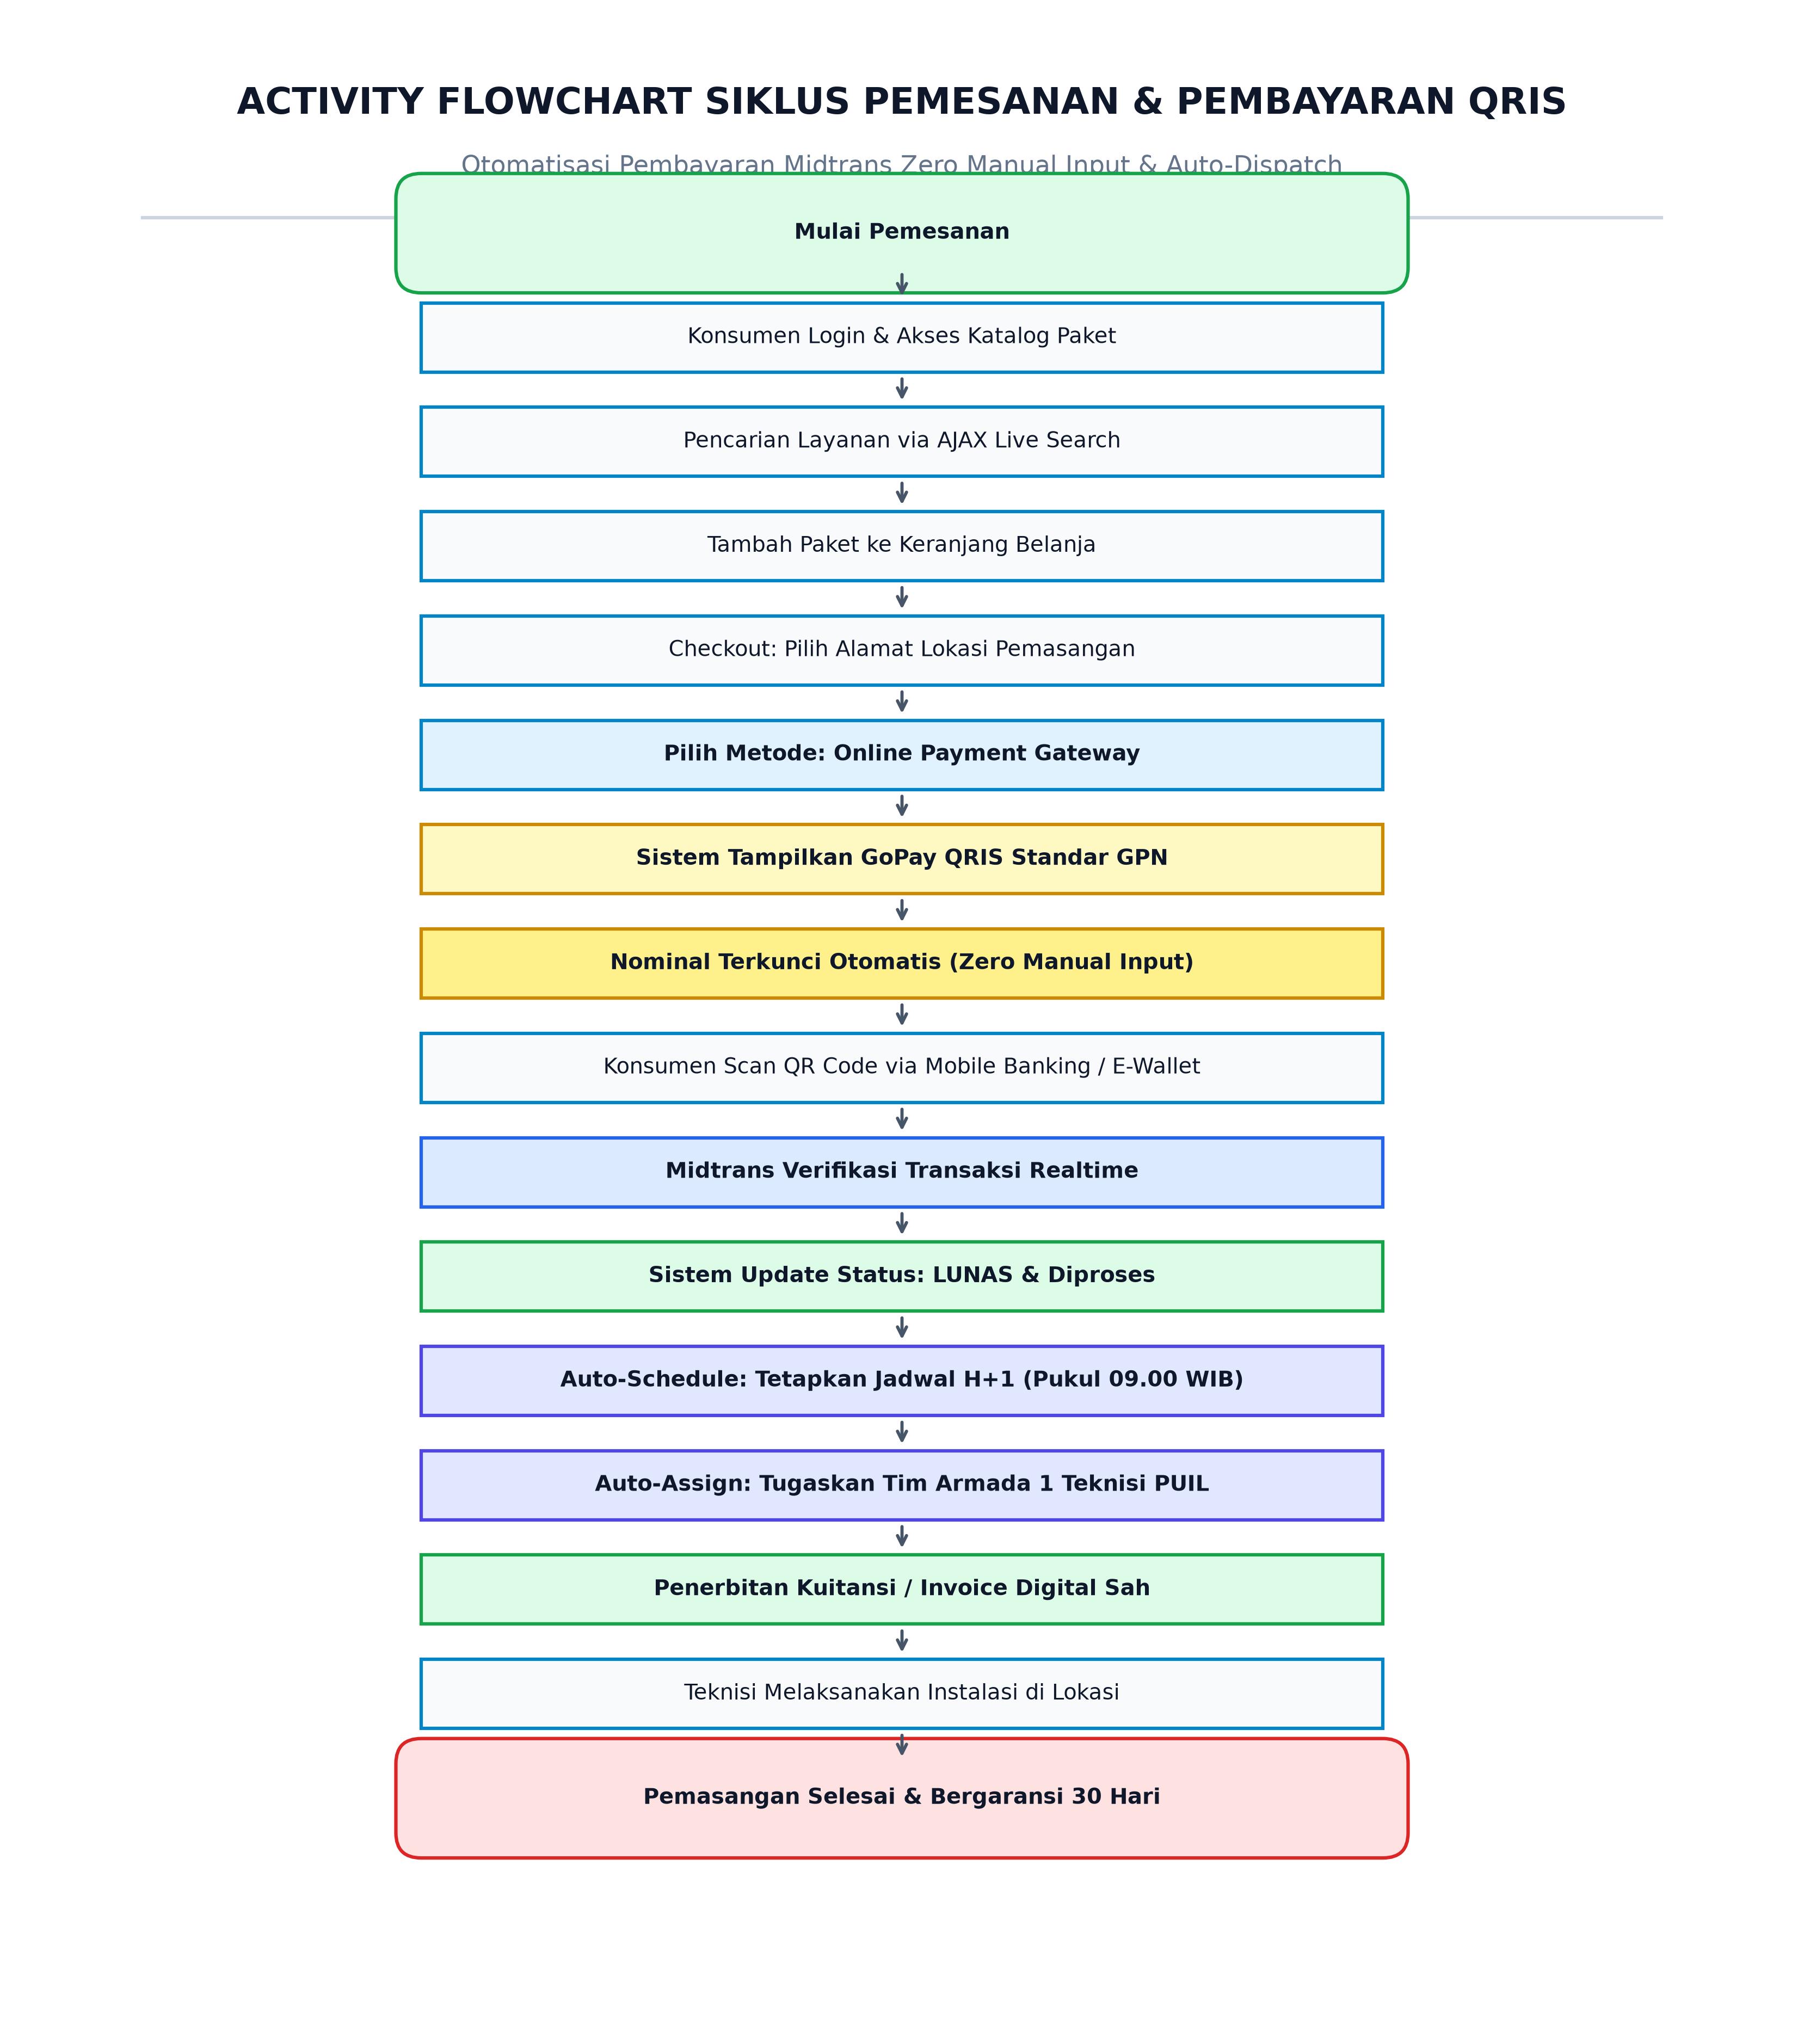 ACTIVITY FLOWCHART SIKLUS PEMESANAN & PEMBAYARAN QRIS
Otomatisasi Pembayaran Midtrans Zero Manual Input & Auto-Dispatch
Mulai Pemesanan
Konsumen Login & Akses Katalog Paket
Pencarian Layanan via AJAX Live Search
Tambah Paket ke Keranjang Belanja
Checkout: Pilih Alamat Lokasi Pemasangan
Pilih Metode: Online Payment Gateway
Sistem Tampilkan GoPay QRIS Standar GPN
Nominal Terkunci Otomatis (Zero Manual Input)
Konsumen Scan QR Code via Mobile Banking / E-Wallet
Midtrans Verifikasi Transaksi Realtime
Sistem Update Status: LUNAS & Diproses
Auto-Schedule: Tetapkan Jadwal H+1 (Pukul 09.00 WIB)
Auto-Assign: Tugaskan Tim Armada 1 Teknisi PUIL
Penerbitan Kuitansi / Invoice Digital Sah
Teknisi Melaksanakan Instalasi di Lokasi
Pemasangan Selesai & Bergaransi 30 Hari